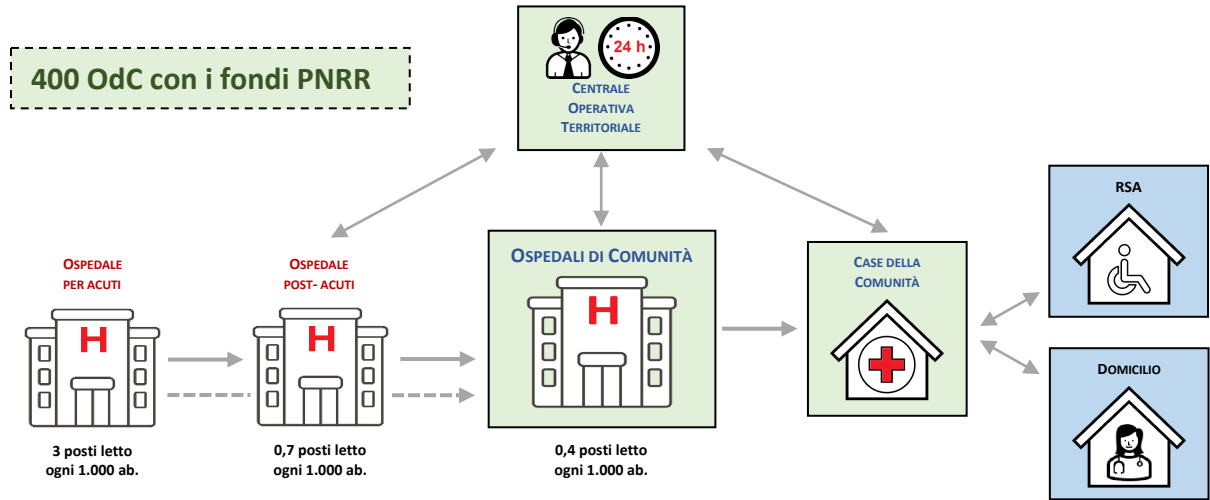 400 OdC con i fondi PNRR
24 h
CENTRALE
OPERATIVA
TERRITORIALE
OSPEDALE
PER ACUTI
H
3 posti letto
ogni 1.000 ab.
OSPEDALE
POST- ACUTI
H
0,7 posti letto
ogni 1.000 ab.
OSPEDALI DI COMUNITÀ
H
0,4 posti letto
ogni 1.000 ab.
CASE DELLA
COMUNITÀ
RSA
DOMICILIO